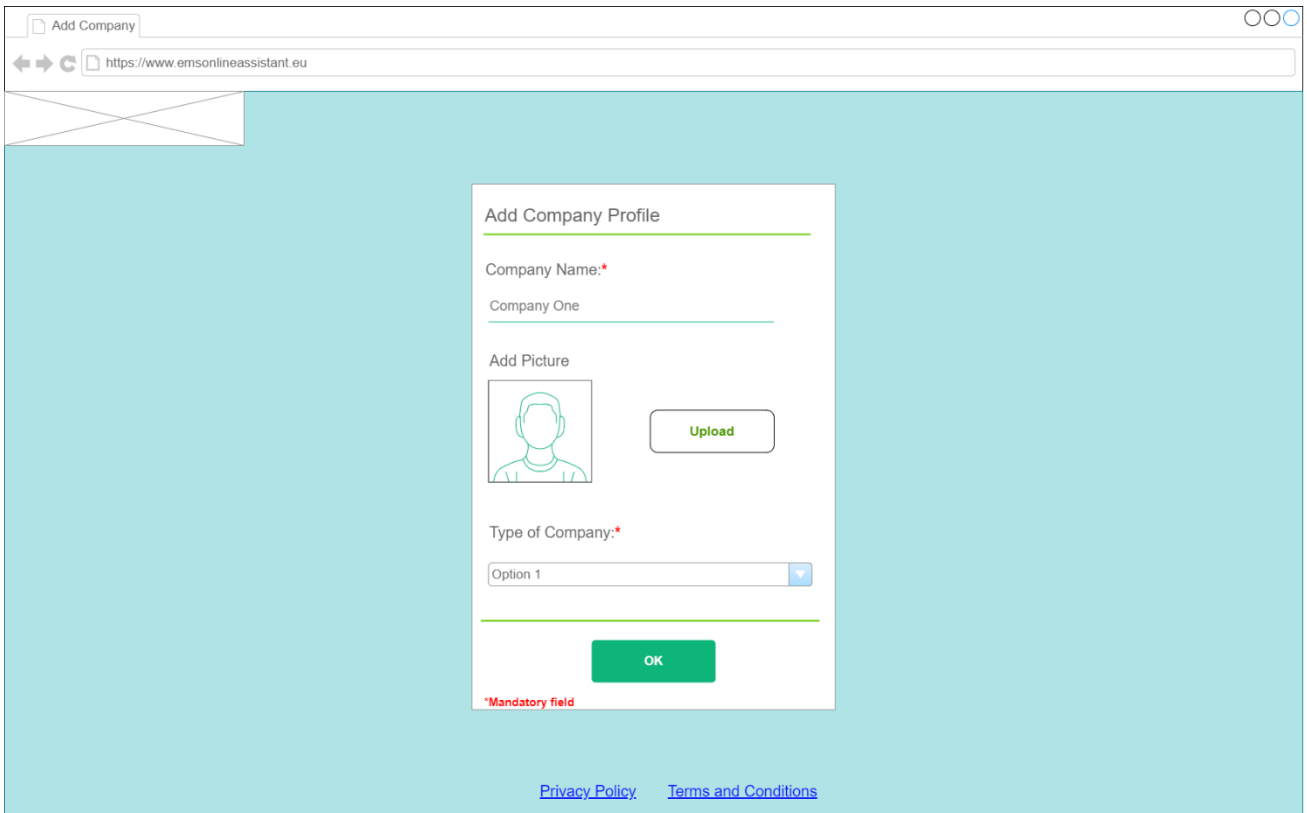 Add Company
https://www.emsonlineassistant.eu
Add Company Profile
Company Name:*
Company One
Add Picture
Upload
Type of Company:*
Option 1
OK
*Mandatory field
Privacy Policy Terms and Conditions